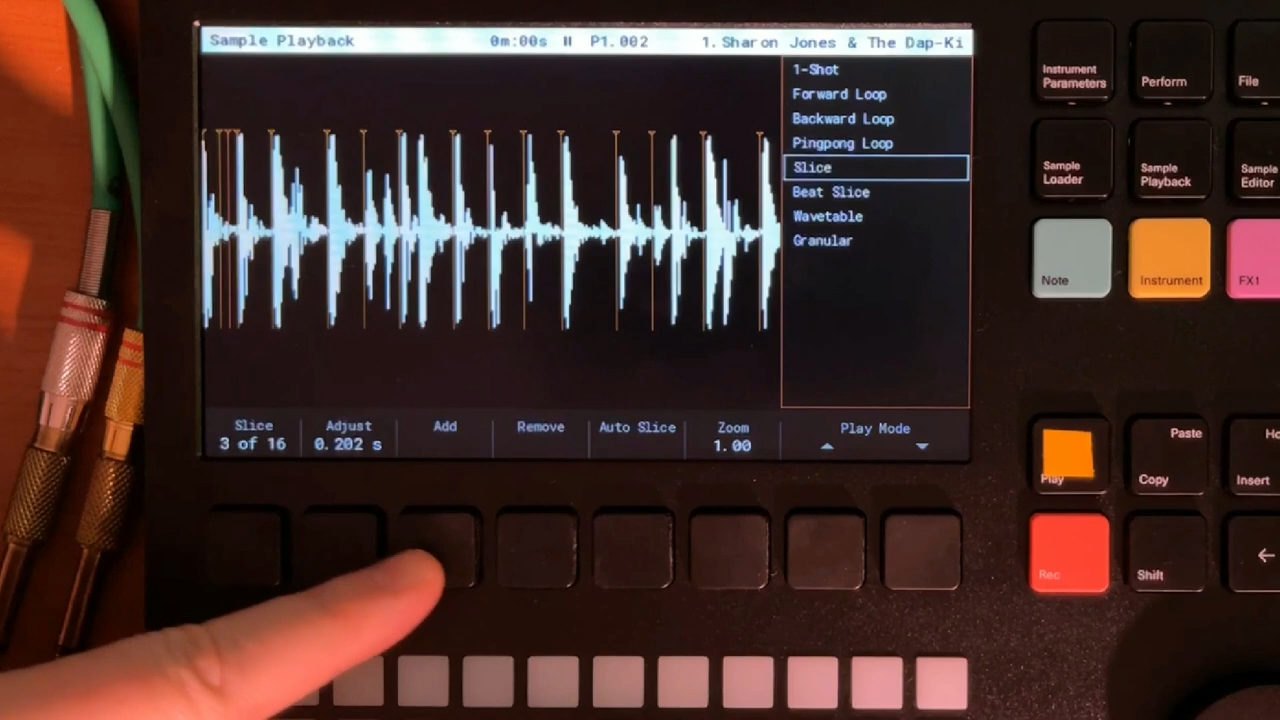 Sample Playback 0m:00s II P1.002 1.Sharon Jones & The Dap-Ki
1-Shot
Forward Loop
Backward Loop
Pingpong Loop
Slice
Beat Slice
Wavetable
Granular
Slice Adjust Add Remove Auto Slice Zoom Play Mode
3 of 16 0.202 s 1.00
Instrument Parameters
Perform
File
Sample Loader
Sample Playback
Sample Editor
Note
Instrument
FX1
Play
Paste
Copy
Insert
Rec
Shift